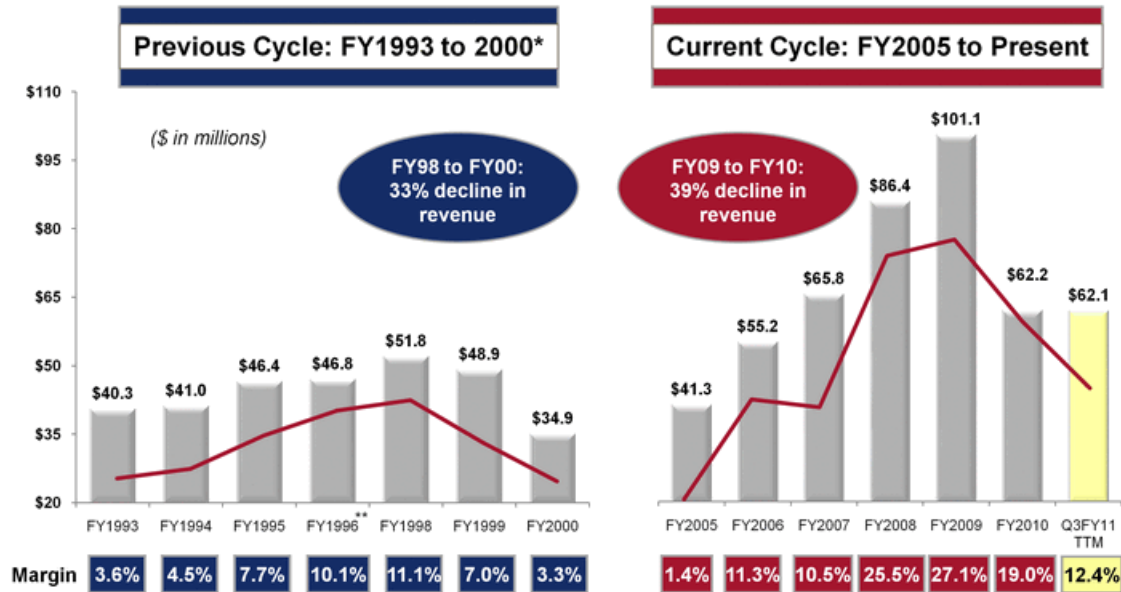 Previous Cycle: FY1993 to 2000*
Current Cycle: FY2005 to Present
($ in millions)
FY98 to FY00:
33% decline in
revenue
FY09 to FY10:
39% decline in
revenue
$110
$95
$80
$65
$50
$35
$20
$40.3
$41.0
$46.4
$46.8
$51.8
$48.9
$34.9
$41.3
$55.2
$65.8
$86.4
$101.1
$62.2
$62.1
FY1993
FY1994
FY1995
FY1996**
FY1998
FY1999
FY2000
FY2005
FY2006
FY2007
FY2008
FY2009
FY2010
Q3FY11
TTM
Margin 3.6% 4.5% 7.7% 10.1% 11.1% 7.0% 3.3% 1.4% 11.3% 10.5% 25.5% 27.1% 19.0% 12.4%